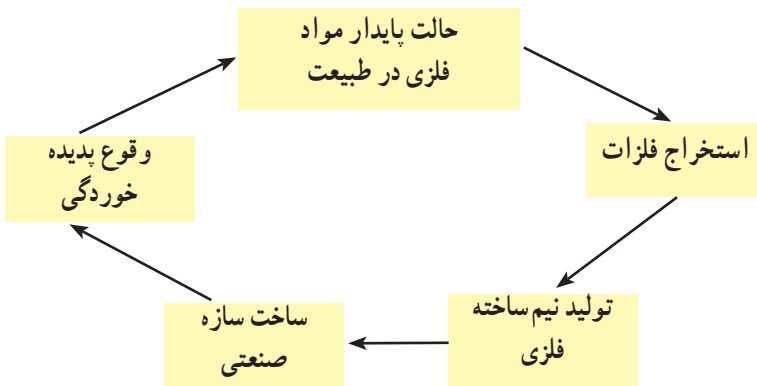 حالت پایدار مواد
فلزی در طبیعت
استخراج فلزات
تولید نیم‌ساخته
فلزی
ساخت سازه
صنعتی
وقوع پدیده
خوردگی